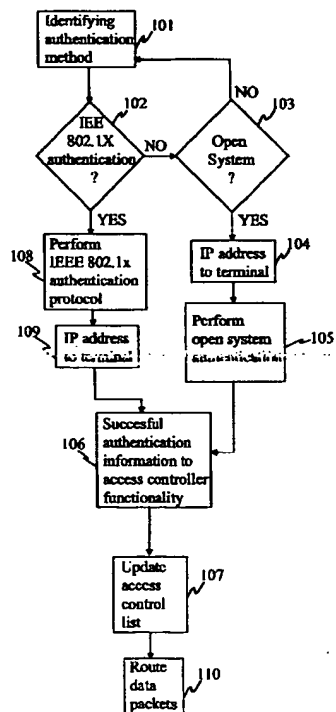 Identifying
authentication
method
101
NO
102
103
IEE
802.1X
authentication
?
NO
Open
System
?
YES
YES
108
Perform
IEEE 802.1x
authentication
protocol
IP address
to terminal
104
109
IP address
to terminal
Perform
open system
105
106
Succesful
authentication
information to
access controller
functionality
Update
access
control
list
107
Route
data
packets
110